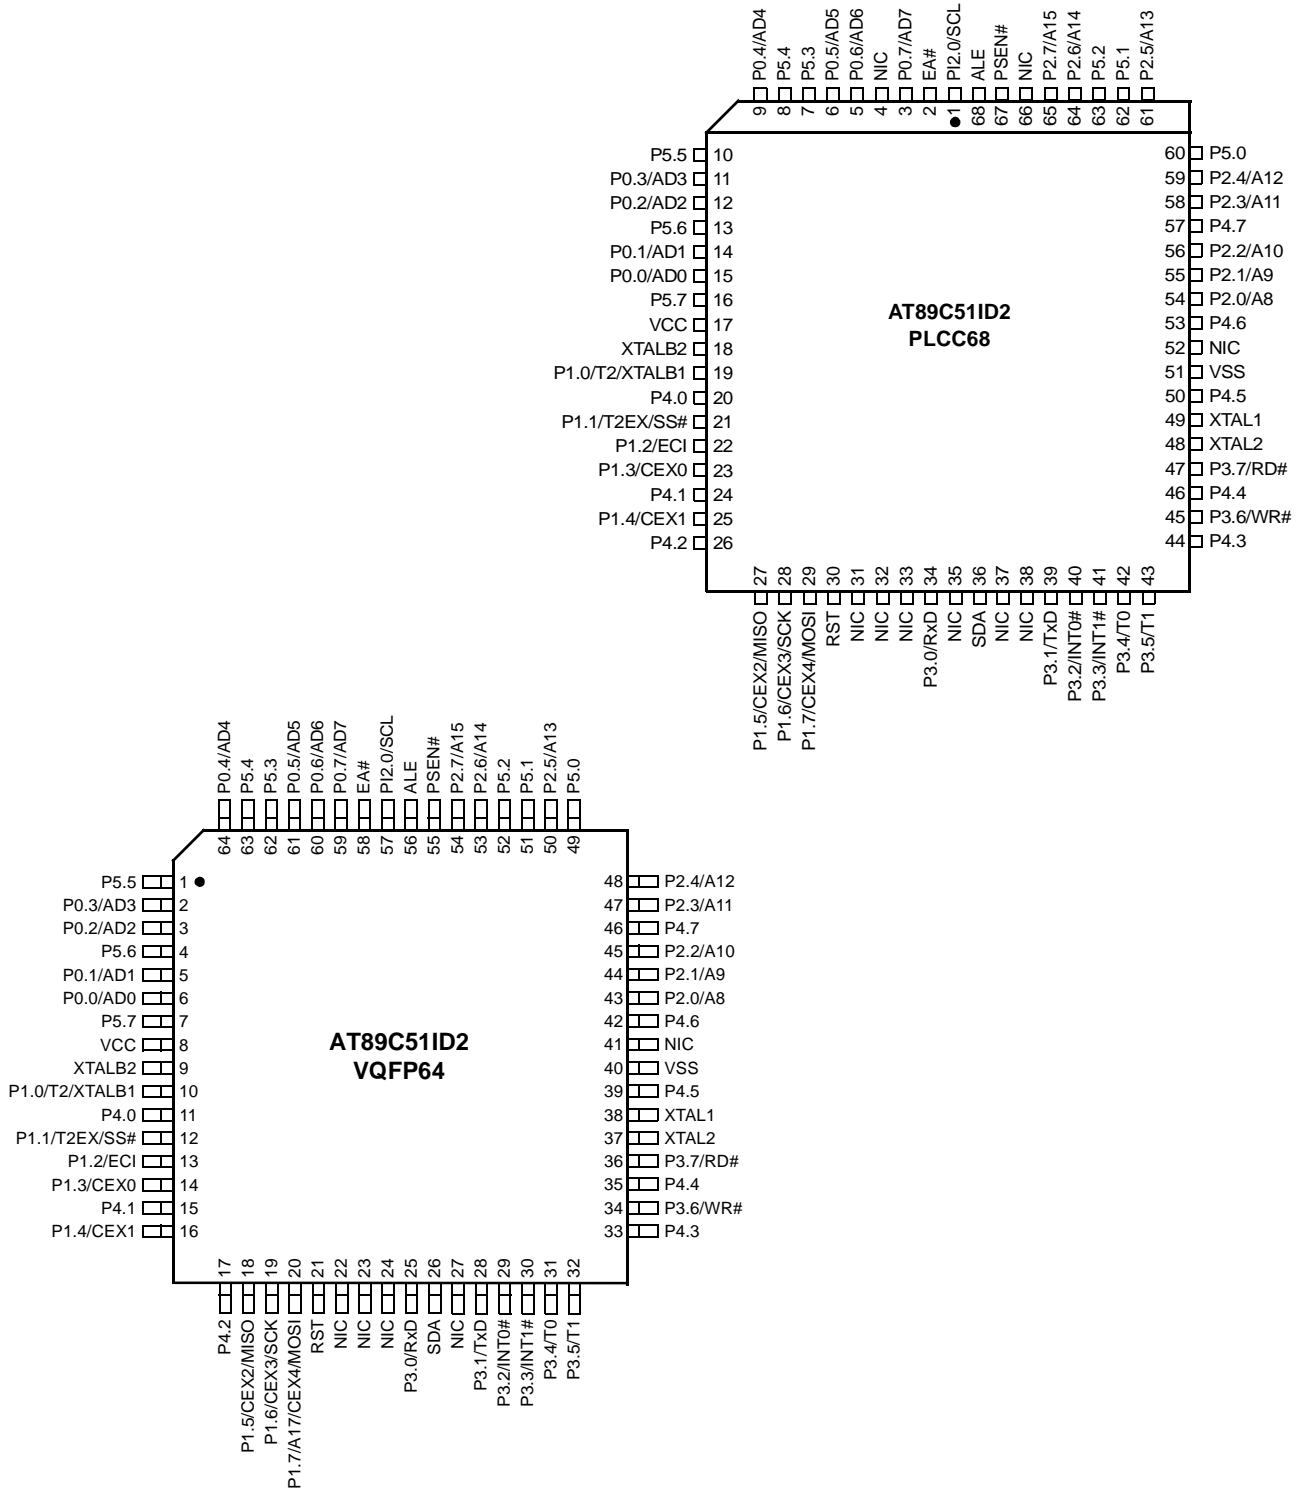 P0.4/AD4
P5.4
P5.3
P0.5/AD5
P0.6/AD6
NIC
P0.7/AD7
EA#
PI2.0/SCL
ALE
PSEN#
NIC
P2.7/A15
P2.6/A14
P5.2
P5.1
P2.5/A13
9 8 7 6 5 4 3 2 1 68 67 66 65 64 63 62 61
P5.5 10
P0.3/AD3 11
P0.2/AD2 12
P5.6 13
P0.1/AD1 14
P0.0/AD0 15
P5.7 16
VCC 17
XTALB2 18
P1.0/T2/XTALB1 19
P4.0 20
P1.1/T2EX/SS# 21
P1.2/ECI 22
P1.3/CEX0 23
P4.1 24
P1.4/CEX1 25
P4.2 26
AT89C51ID2
PLCC68
60 P5.0
59 P2.4/A12
58 P2.3/A11
57 P4.7
56 P2.2/A10
55 P2.1/A9
54 P2.0/A8
53 P4.6
52 NIC
51 VSS
50 P4.5
49 XTAL1
48 XTAL2
47 P3.7/RD#
46 P4.4
45 P3.6/WR#
44 P4.3
27 28 29 30 31 32 33 34 35 36 37 38 39 40 41 42 43
P1.5/CEX2/MISO
P1.6/CEX3/SCK
P1.7/CEX4/MOSI
RST
NIC
NIC
NIC
P3.0/RxD
NIC
SDA
NIC
NIC
P3.1/TxD
P3.2/INT0#
P3.3/INT1#
P3.4/T0
P3.5/T1
P0.4/AD4
P5.4
P5.3
P0.5/AD5
P0.6/AD6
P0.7/AD7
EA#
PI2.0/SCL
ALE
PSEN#
P2.7/A15
P2.6/A14
P5.2
P5.1
P2.5/A13
P5.0
64 63 62 61 60 59 58 57 56 55 54 53 52 51 50 49
P5.5 1
P0.3/AD3 2
P0.2/AD2 3
P5.6 4
P0.1/AD1 5
P0.0/AD0 6
P5.7 7
VCC 8
XTALB2 9
P1.0/T2/XTALB1 10
P4.0 11
P1.1/T2EX/SS# 12
P1.2/ECI 13
P1.3/CEX0 14
P4.1 15
P1.4/CEX1 16
AT89C51ID2
VQFP64
48 P2.4/A12
47 P2.3/A11
46 P4.7
45 P2.2/A10
44 P2.1/A9
43 P2.0/A8
42 P4.6
41 NIC
40 VSS
39 P4.5
38 XTAL1
37 XTAL2
36 P3.7/RD#
35 P4.4
34 P3.6/WR#
33 P4.3
17 18 19 20 21 22 23 24 25 26 27 28 29 30 31 32
P4.2
P1.5/CEX2/MISO
P1.6/CEX3/SCK
P1.7/A17/CEX4/MOSI
RST
NIC
NIC
NIC
P3.0/RxD
SDA
NIC
P3.1/TxD
P3.2/INT0#
P3.3/INT1#
P3.4/T0
P3.5/T1